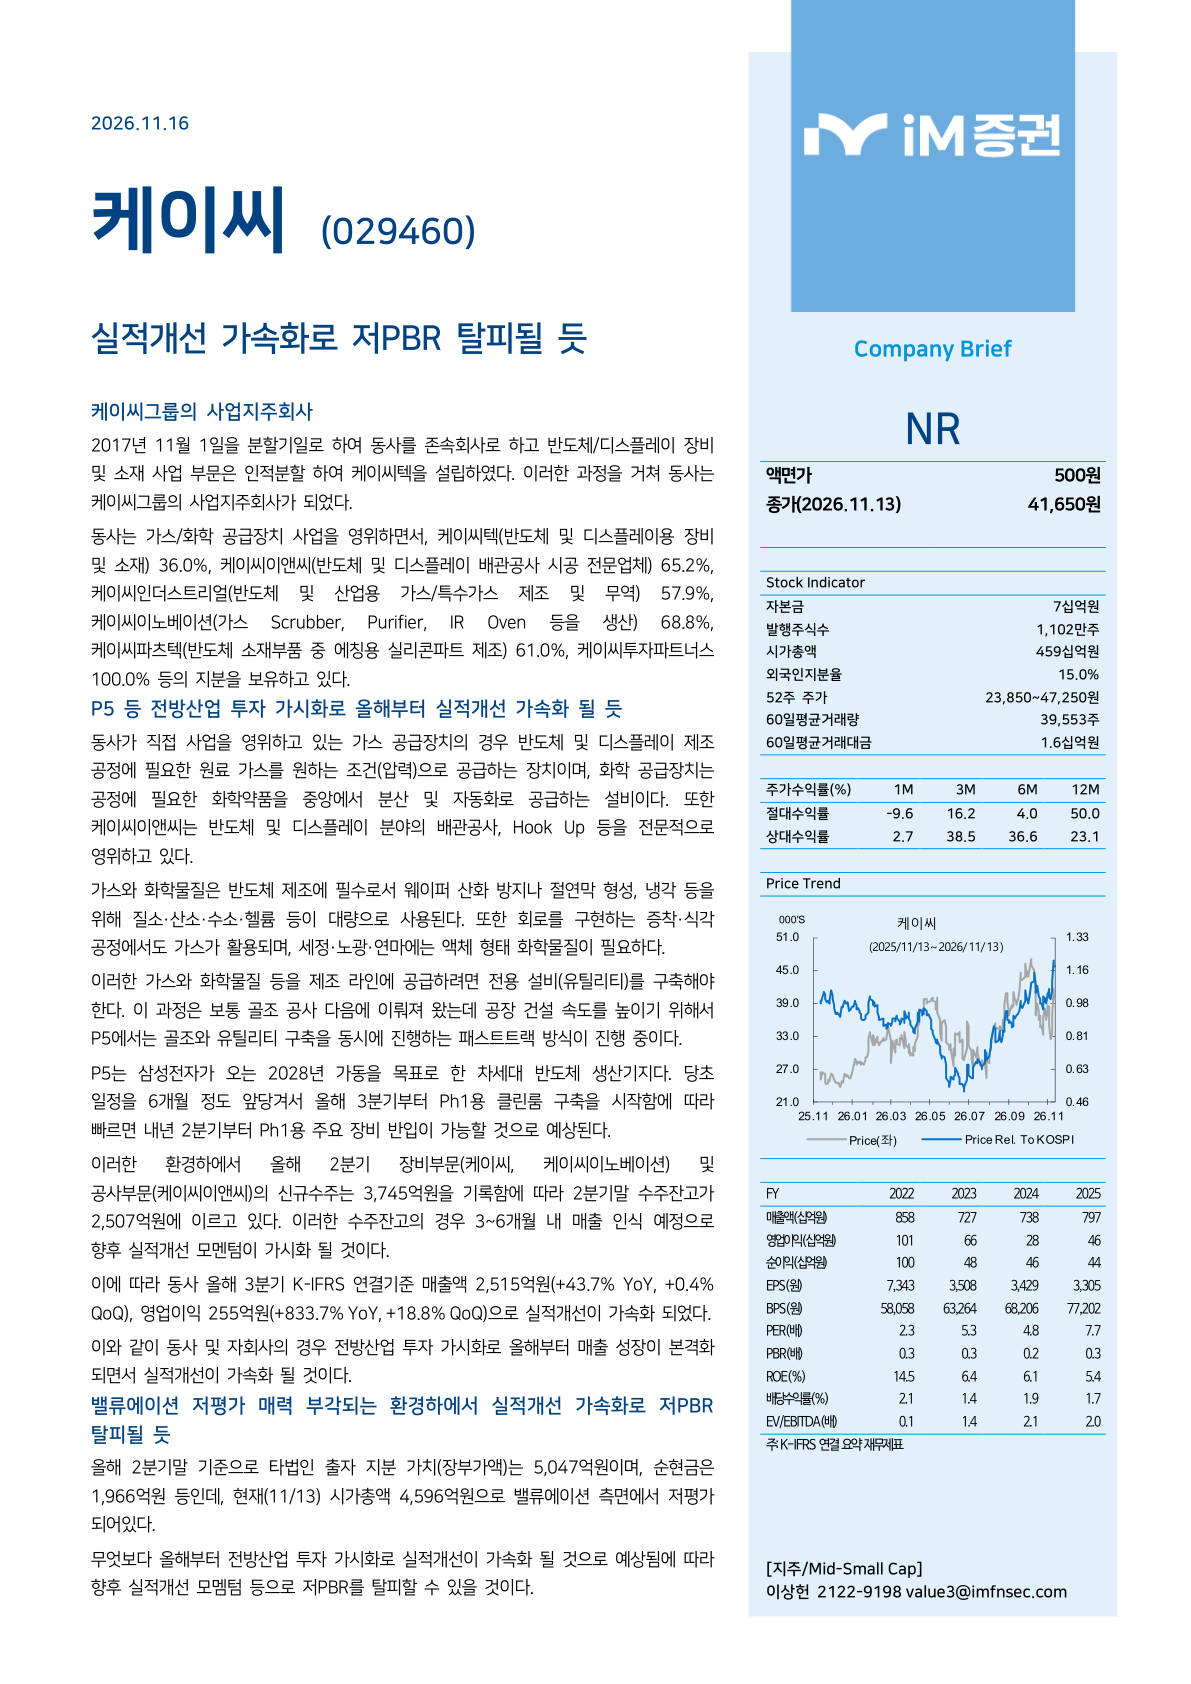 2026.11.16
케이씨 (029460)
실적개선 가속화로 저PBR 탈피될 듯
케이씨그룹의 사업지주회사
2017년 11월 1일을 분할기일로 하여 동사를 존속회사로 하고 반도체/디스플레이 장비
및 소재 사업 부문은 인적분할 하여 케이씨텍을 설립하였다. 이러한 과정을 거쳐 동사는
케이씨그룹의 사업지주회사가 되었다.
동사는 가스/화학 공급장치 사업을 영위하면서, 케이씨텍(반도체 및 디스플레이용 장비
및 소재) 36.0%, 케이씨이앤씨(반도체 및 디스플레이 배관공사 시공 전문업체) 65.2%,
케이씨인더스트리얼(반도체 및 산업용 가스/특수가스 제조 및 무역) 57.9%,
케이씨이노베이션(가스 Scrubber, Purifier, IR Oven 등을 생산) 68.8%,
케이씨파츠텍(반도체 소재부품 중 에칭용 실리콘파트 제조) 61.0%, 케이씨투자파트너스
100.0% 등의 지분을 보유하고 있다.
P5 등 전방산업 투자 가시화로 올해부터 실적개선 가속화 될 듯
동사가 직접 사업을 영위하고 있는 가스 공급장치의 경우 반도체 및 디스플레이 제조
공정에 필요한 원료 가스를 원하는 조건(압력)으로 공급하는 장치이며, 화학 공급장치는
공정에 필요한 화학약품을 중앙에서 분산 및 자동화로 공급하는 설비이다. 또한
케이씨이앤씨는 반도체 및 디스플레이 분야의 배관공사, Hook Up 등을 전문적으로
영위하고 있다.
가스와 화학물질은 반도체 제조에 필수로서 웨이퍼 산화 방지나 절연막 형성, 냉각 등을
위해 질소·산소·수소·헬륨 등이 대량으로 사용된다. 또한 회로를 구현하는 증착·식각
공정에서도 가스가 활용되며, 세정·노광·연마에는 액체 형태 화학물질이 필요하다.
이러한 가스와 화학물질 등을 제조 라인에 공급하려면 전용 설비(유틸리티)를 구축해야
한다. 이 과정은 보통 골조 공사 다음에 이뤄져 왔는데 공장 건설 속도를 높이기 위해서
P5에서는 골조와 유틸리티 구축을 동시에 진행하는 패스트트랙 방식이 진행 중이다.
P5는 삼성전자가 오는 2028년 가동을 목표로 한 차세대 반도체 생산기지다. 당초
일정을 6개월 정도 앞당겨서 올해 3분기부터 Ph1용 클린룸 구축을 시작함에 따라
빠르면 내년 2분기부터 Ph1용 주요 장비 반입이 가능할 것으로 예상된다.
이러한 환경하에서 올해 2분기 장비부문(케이씨, 케이씨이노베이션) 및
공사부문(케이씨이앤씨)의 신규수주는 3,745억원을 기록함에 따라 2분기말 수주잔고가
2,507억원에 이르고 있다. 이러한 수주잔고의 경우 3~6개월 내 매출 인식 예정으로
향후 실적개선 모멘텀이 가시화 될 것이다.
이에 따라 동사 올해 3분기 K-IFRS 연결기준 매출액 2,515억원(+43.7% YoY, +0.4%
QoQ), 영업이익 255억원(+833.7% YoY, +18.8% QoQ)으로 실적개선이 가속화 되었다.
이와 같이 동사 및 자회사의 경우 전방산업 투자 가시화로 올해부터 매출 성장이 본격화
되면서 실적개선이 가속화 될 것이다.
밸류에이션 저평가 매력 부각되는 환경하에서 실적개선 가속화로 저PBR
탈피될 듯
올해 2분기말 기준으로 타법인 출자 지분 가치(장부가액)는 5,047억원이며, 순현금은
1,966억원 등인데, 현재(11/13) 시가총액 4,596억원으로 밸류에이션 측면에서 저평가
되어있다.
무엇보다 올해부터 전방산업 투자 가시화로 실적개선이 가속화 될 것으로 예상됨에 따라
향후 실적개선 모멤텀 등으로 저PBR를 탈피할 수 있을 것이다.
iM증권
Company Brief
NR
액면가 500원
종가(2026.11.13) 41,650원
Stock Indicator
자본금 7십억원
발행주식수 1,102만주
시가총액 459십억원
외국인지분율 15.0%
52주 주가 23,850~47,250원
60일평균거래량 39,553주
60일평균거래대금 1.6십억원
주가수익률(%) 1M 3M 6M 12M
절대수익률 -9.6 16.2 4.0 50.0
상대수익률 2.7 38.5 36.6 23.1
Price Trend
000'S
케이씨
(2025/11/13~2026/11/13)
51.0 1.33
45.0 1.16
39.0 0.98
33.0 0.81
27.0 0.63
21.0 0.46
25.11 26.01 26.03 26.05 26.07 26.09 26.11
Price(좌) Price Rel. To KOSPI
FY 2022 2023 2024 2025
매출액(십억원) 858 727 738 797
영업이익(십억원) 101 66 28 46
순이익(십억원) 100 48 46 44
EPS(원) 7,343 3,508 3,429 3,305
BPS(원) 58,058 63,264 68,206 77,202
PER(배) 2.3 5.3 4.8 7.7
PBR(배) 0.3 0.3 0.2 0.3
ROE(%) 14.5 6.4 6.1 5.4
배당수익률(%) 2.1 1.4 1.9 1.7
EV/EBITDA(배) 0.1 1.4 2.1 2.0
주: K-IFRS 연결 요약 재무제표
[지주/Mid-Small Cap]
이상헌 2122-9198 value3@imfnsec.com